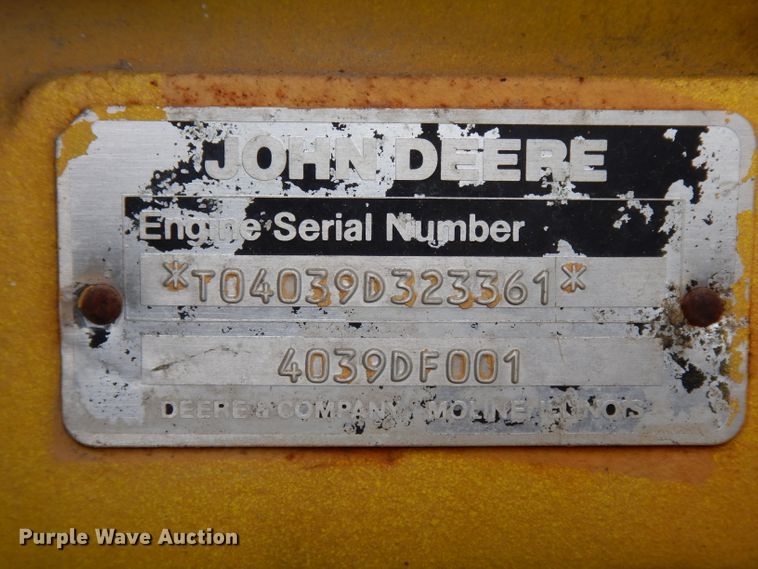 JOHN DEERE
Engine Serial Number
*T04039D323361*
4039DF001
DEERE & COMPANY MOLINE ILLINOIS
Purple Wave Auction